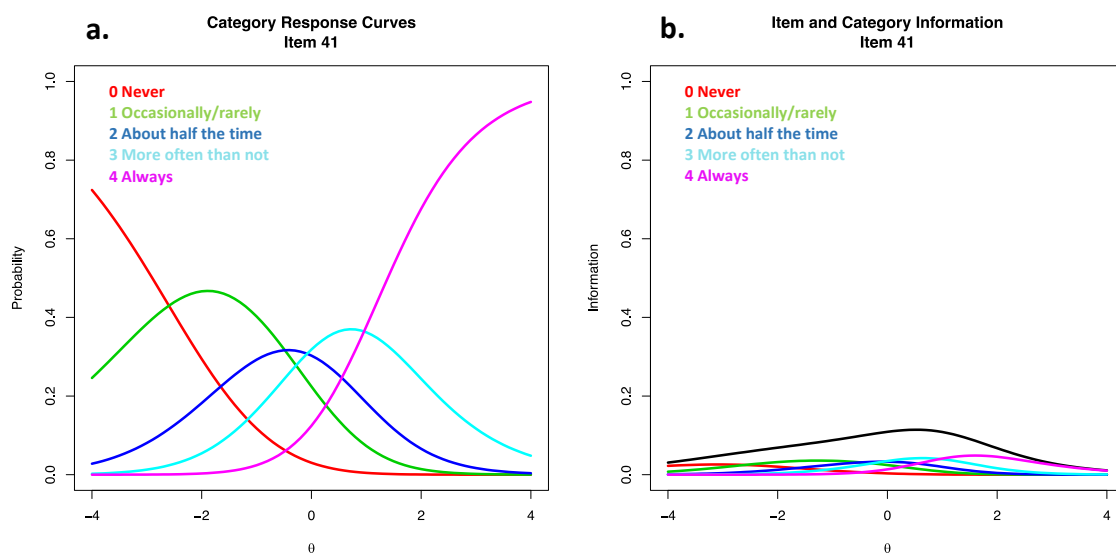 a.
Category Response Curves
Item 41
0 Never
1 Occasionally/rarely
2 About half the time
3 More often than not
4 Always
Probability
0.0
0.2
0.4
0.6
0.8
1.0
−4
−2
0
2
4
θ
b.
Item and Category Information
Item 41
0 Never
1 Occasionally/rarely
2 About half the time
3 More often than not
4 Always
Information
0.0
0.2
0.4
0.6
0.8
1.0
−4
−2
0
2
4
θ